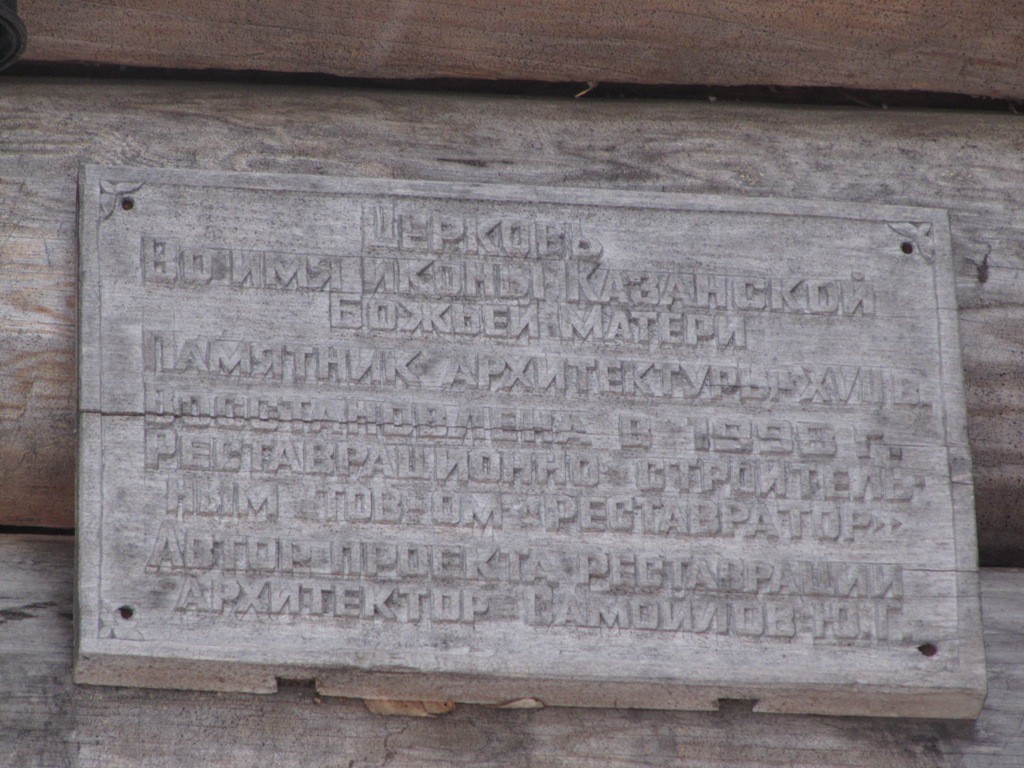 Церковь
Во имя иконы Казанской
Божьей матери
Памятник архитектуры XVIII в.
Восстановлена в 1993 г.
Реставрационно-строитель-
ным тов-ом «Реставратор»
Автор проекта реставрации
архитектор Самойлов Ю.Г.